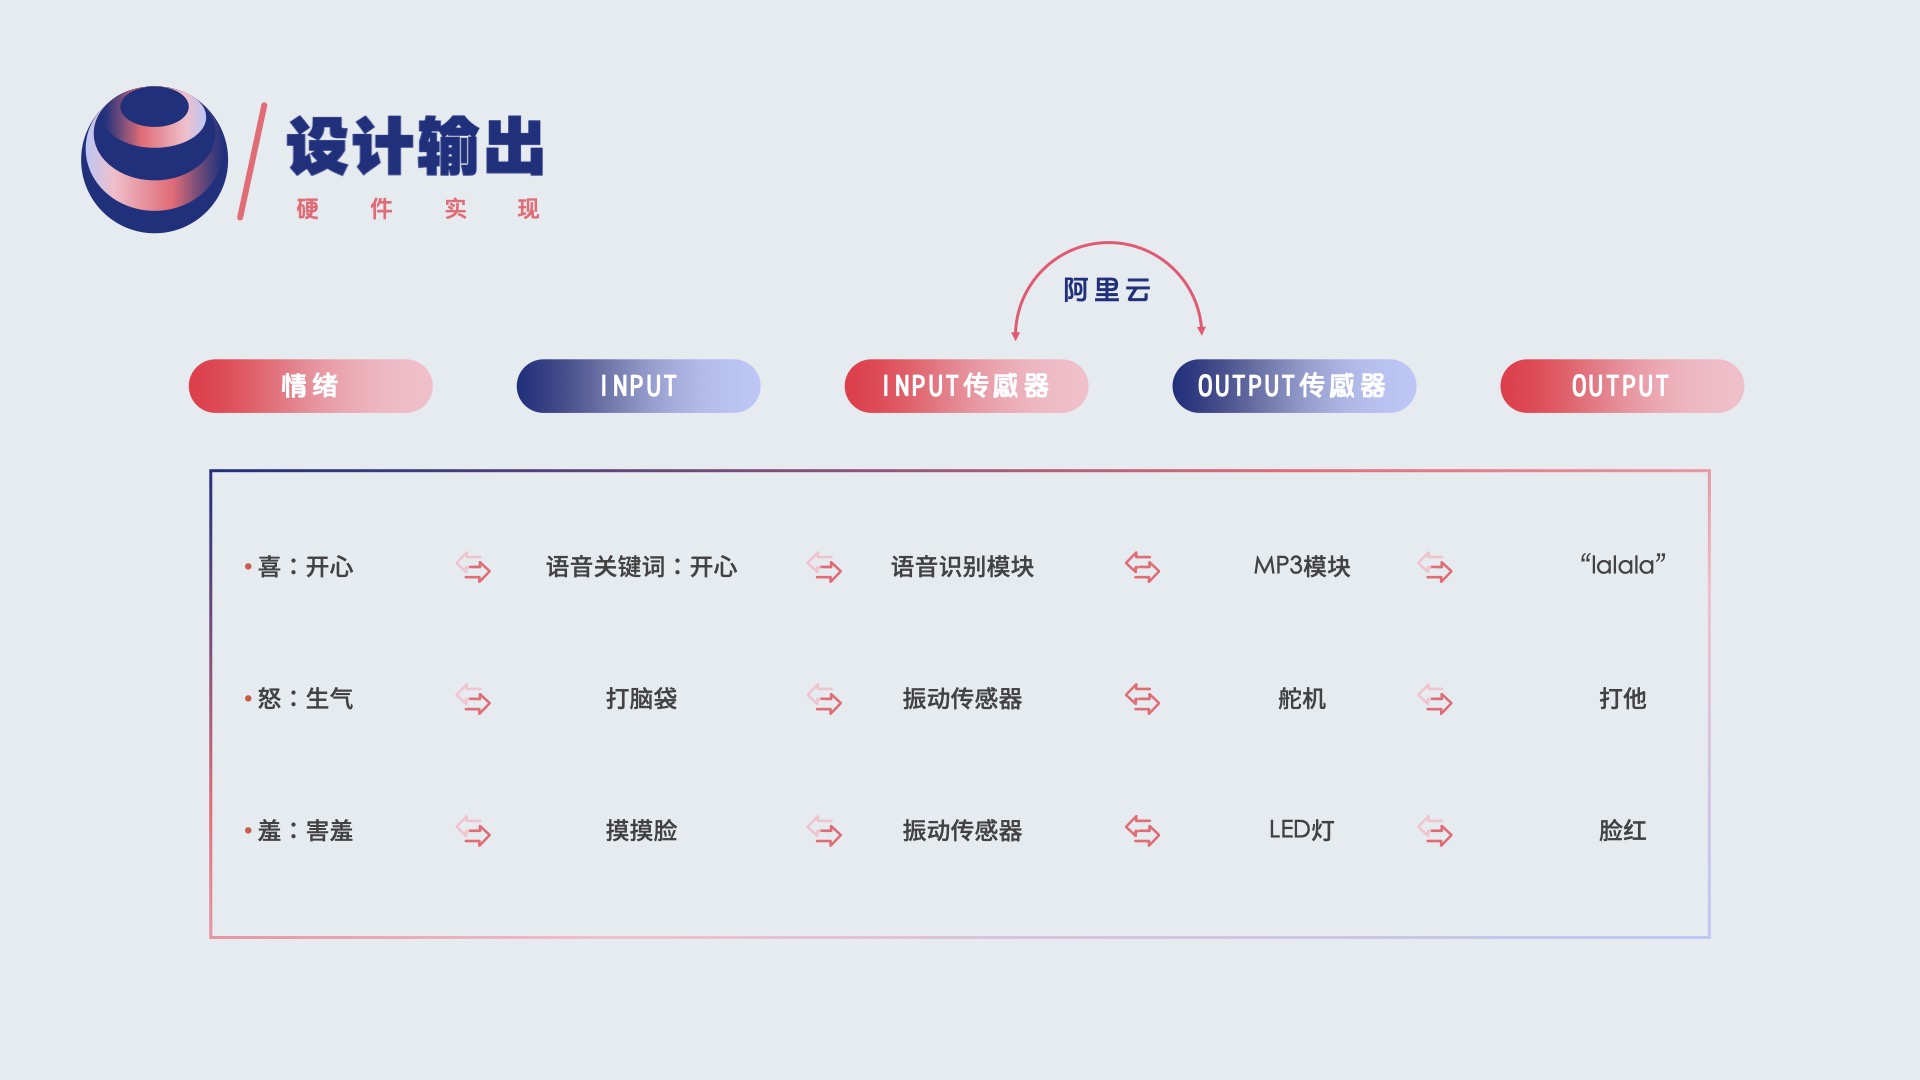 设计输出
硬件实现
阿里云
情绪 INPUT INPUT传感器 OUTPUT传感器 OUTPUT
•喜：开心 语音关键词：开心 语音识别模块 MP3模块 “lalala”
•怒：生气 打脑袋 振动传感器 舵机 打他
•羞：害羞 摸摸脸 振动传感器 LED灯 脸红